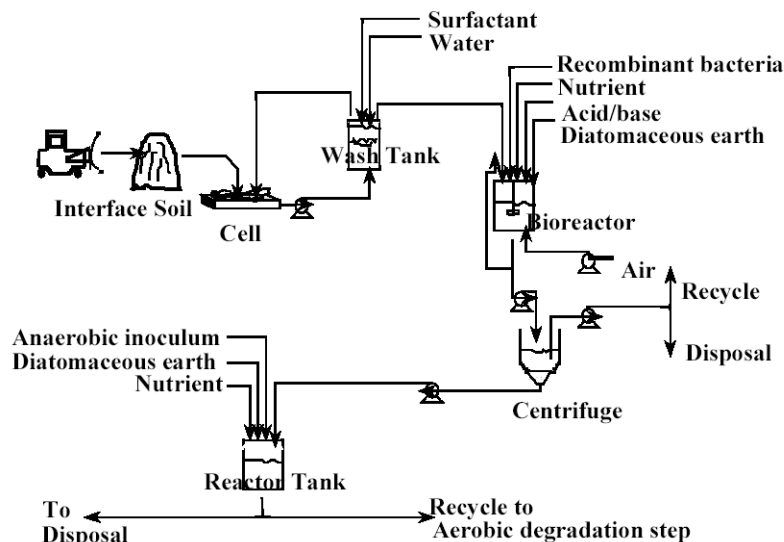 Surfactant
Water
Recombinant bacteria
Nutrient
Acid/base
Diatomaceous earth
Wash Tank
Interface Soil
Cell
Bioreactor
Air
Recycle
Disposal
Anaerobic inoculum
Diatomaceous earth
Nutrient
Centrifuge
Reactor Tank
To
Disposal
Recycle to
Aerobic degradation step